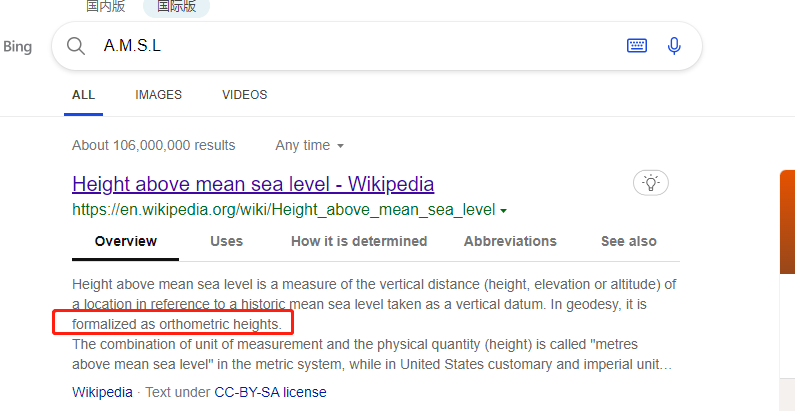 国内版 国际版
Bing A.M.S.L
ALL IMAGES VIDEOS
About 106,000,000 results Any time
Height above mean sea level - Wikipedia
https://en.wikipedia.org/wiki/Height_above_mean_sea_level
Overview Uses How it is determined Abbreviations See also
Height above mean sea level is a measure of the vertical distance (height, elevation or altitude) of
a location in reference to a historic mean sea level taken as a vertical datum. In geodesy, it is
formalized as orthometric heights.
The combination of unit of measurement and the physical quantity (height) is called "metres
above mean sea level" in the metric system, while in United States customary and imperial unit…
Wikipedia · Text under CC-BY-SA license